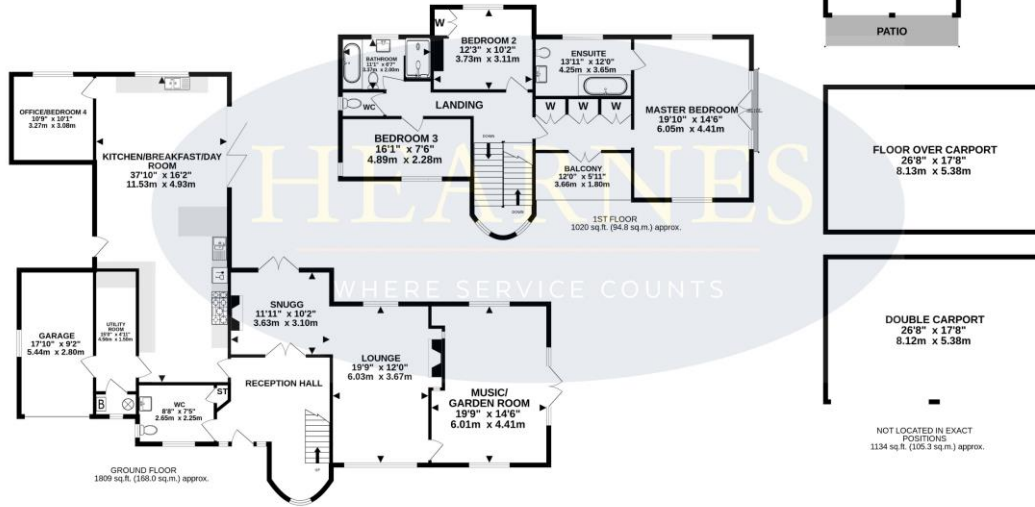 PATIO
W
BEDROOM 2
12'3" x 10'2"
3.73m x 3.11m
BATHROOM
ENSUITE
13'11" x 12'0"
4.25m x 3.65m
WC
LANDING
W W W
MASTER BEDROOM
19'10" x 14'6"
6.05m x 4.41m
BEDROOM 3
16'1" x 7'6"
4.89m x 2.28m
DOWN
BALCONY
12'0" x 5'11"
3.66m x 1.80m
DOWN
1ST FLOOR
1020 sq.ft. (94.8 sq.m.) approx.
OFFICE/BEDROOM 4
10'9" x 10'1"
3.27m x 3.08m
KITCHEN/BREAKFAST/DAY
ROOM
37'10" x 16'2"
11.53m x 4.93m
FLOOR OVER CARPORT
26'8" x 17'8"
8.13m x 5.38m
HEARNES
WHERE SERVICE COUNTS
GARAGE
17'10" x 9'2"
5.44m x 2.80m
UTILITY
ROOM
SNUGG
11'11" x 10'2"
3.63m x 3.10m
LOUNGE
19'9" x 12'0"
6.03m x 3.67m
MUSIC/
GARDEN ROOM
19'9" x 14'6"
6.01m x 4.41m
RECEPTION HALL
ST
B
WC
8'8" x 7'5"
2.65m x 2.25m
UP
GROUND FLOOR
1809 sq.ft. (168.0 sq.m.) approx.
DOUBLE CARPORT
26'8" x 17'8"
8.12m x 5.38m
NOT LOCATED IN EXACT
POSITIONS
1134 sq.ft. (105.3 sq.m.) approx.